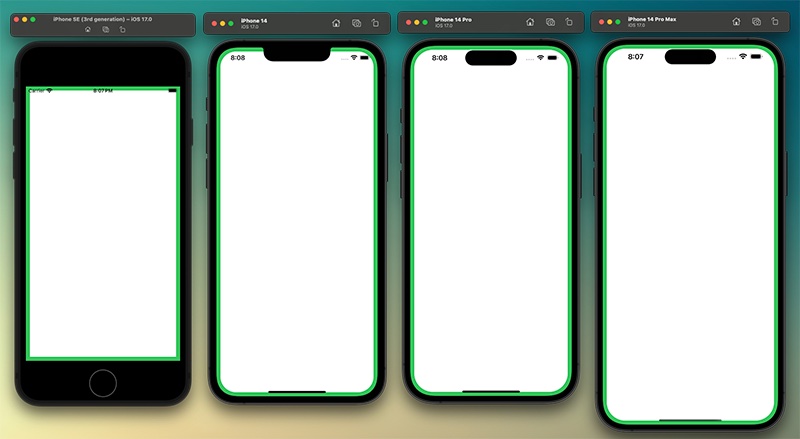 iPhone SE (3rd generation) – iOS 17.0
Carrier
8:07 PM
iPhone 14
iOS 17.0
8:08
iPhone 14 Pro
iOS 17.0
8:08
iPhone 14 Pro Max
iOS 17.0
8:07